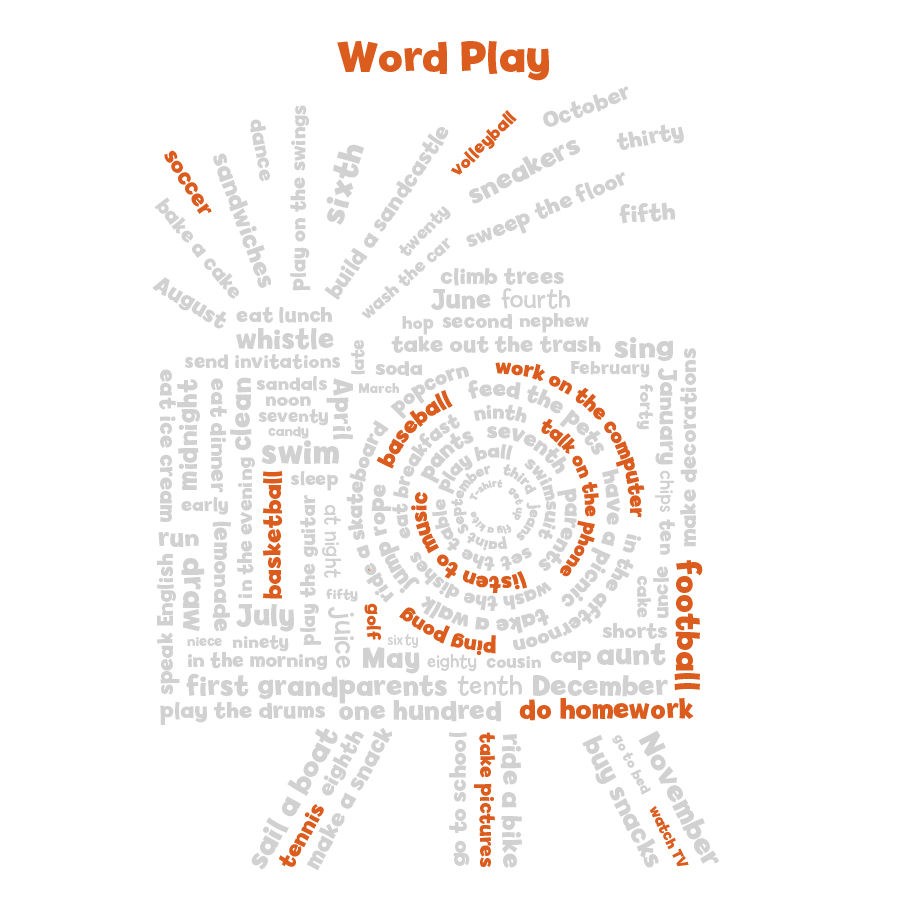 Word Play
October
thirty
volleyball
sneakers
dance
play on the swings
sixth
build a sandcastle
soccer
sandwiches
sweep the floor
fifth
twenty
bake a cake
wash the car
climb trees
August
June fourth
eat lunch
hop second nephew
whistle
take out the trash
sing
send invitations
late
soda
February
March
popcorn
work on the computer
feed the pets
January
forty
make decorations
eat ice cream
midnight
eat dinner
clean
in the evening
sandals
noon
seventy
candy
April
swim
sleep
basketball
play the guitar
at night
fifty
juice
early
lemonade
run
ward
speak English
July
niece ninety
in the morning
ride a skateboard
baseball
jump rope
eat breakfast
pants
play ball
ninth
seventh
talk on the phone
swimsuit
third
jeans
September
T-shirt
get up
fly a kite
paint
set the table
parents
have a picnic
listen to music
wash the dishes
take a walk
in the afternoon
ping pong
golf
sixty
chips
ten
uncle
cake
football
shorts
May eighty cousin cap aunt
first grandparents tenth December
play the drums one hundred do homework
sail a boat
eighth
tennis
make a snack
go to school
take pictures
ride a bike
buy snacks
go to bed
November
watch TV